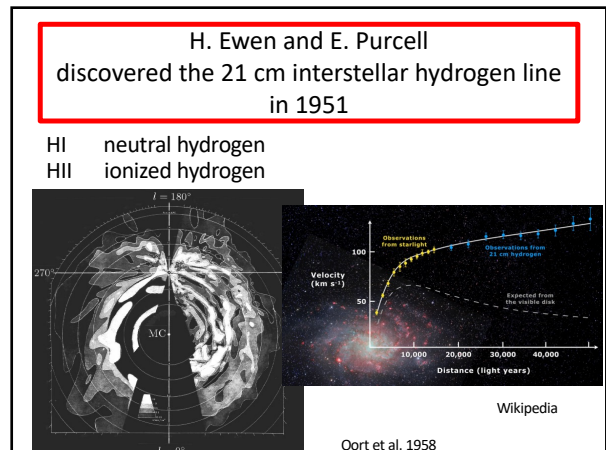 H. Ewen and E. Purcell
discovered the 21 cm interstellar hydrogen line
in 1951
HI neutral hydrogen
HII ionized hydrogen
l = 180°
270°
MC
Observations
from starlight
Observations from
21 cm hydrogen
100
Velocity
(km s⁻¹)
50
Expected from
the visible disk
10,000 20,000 30,000 40,000
Distance (light years)
Wikipedia
Oort et al. 1958